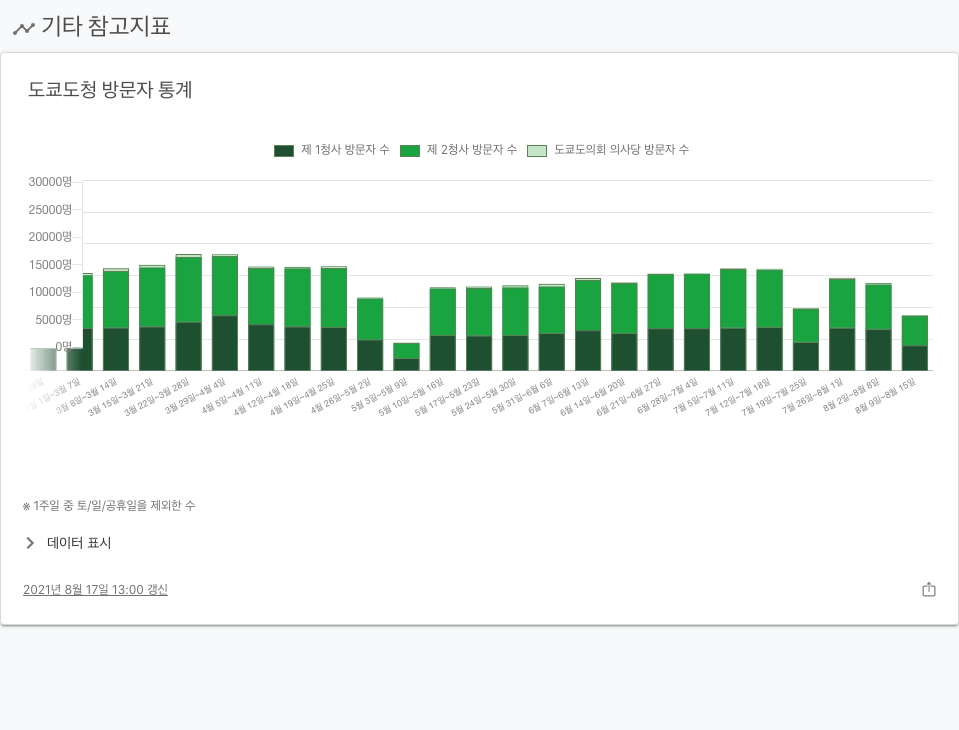 기타 참고지표
도쿄도청 방문자 통계
제 1청사 방문자 수 제 2청사 방문자 수 도쿄도의회 의사당 방문자 수
30000명
25000명
20000명
15000명
10000명
5000명
0명
1일~3월 7일
3월 8일~3월 14일
3월 15일~3월 21일
3월 22일~3월 28일
3월 29일~4월 4일
4월 5일~4월 11일
4월 12일~4월 18일
4월 19일~4월 25일
4월 26일~5월 2일
5월 3일~5월 9일
5월 10일~5월 16일
5월 17일~5월 23일
5월 24일~5월 30일
5월 31일~6월 6일
6월 7일~6월 13일
6월 14일~6월 20일
6월 21일~6월 27일
6월 28일~7월 4일
7월 5일~7월 11일
7월 12일~7월 18일
7월 19일~7월 25일
7월 26일~8월 1일
8월 2일~8월 8일
8월 9일~8월 15일
※ 1주일 중 토/일/공휴일을 제외한 수
데이터 표시
2021년 8월 17일 13:00 갱신